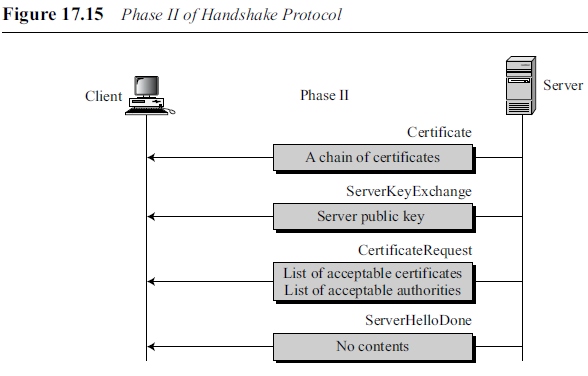 Figure 17.15 Phase II of Handshake Protocol
Client
Phase II
Server
Certificate
A chain of certificates
ServerKeyExchange
Server public key
CertificateRequest
List of acceptable certificates
List of acceptable authorities
ServerHelloDone
No contents